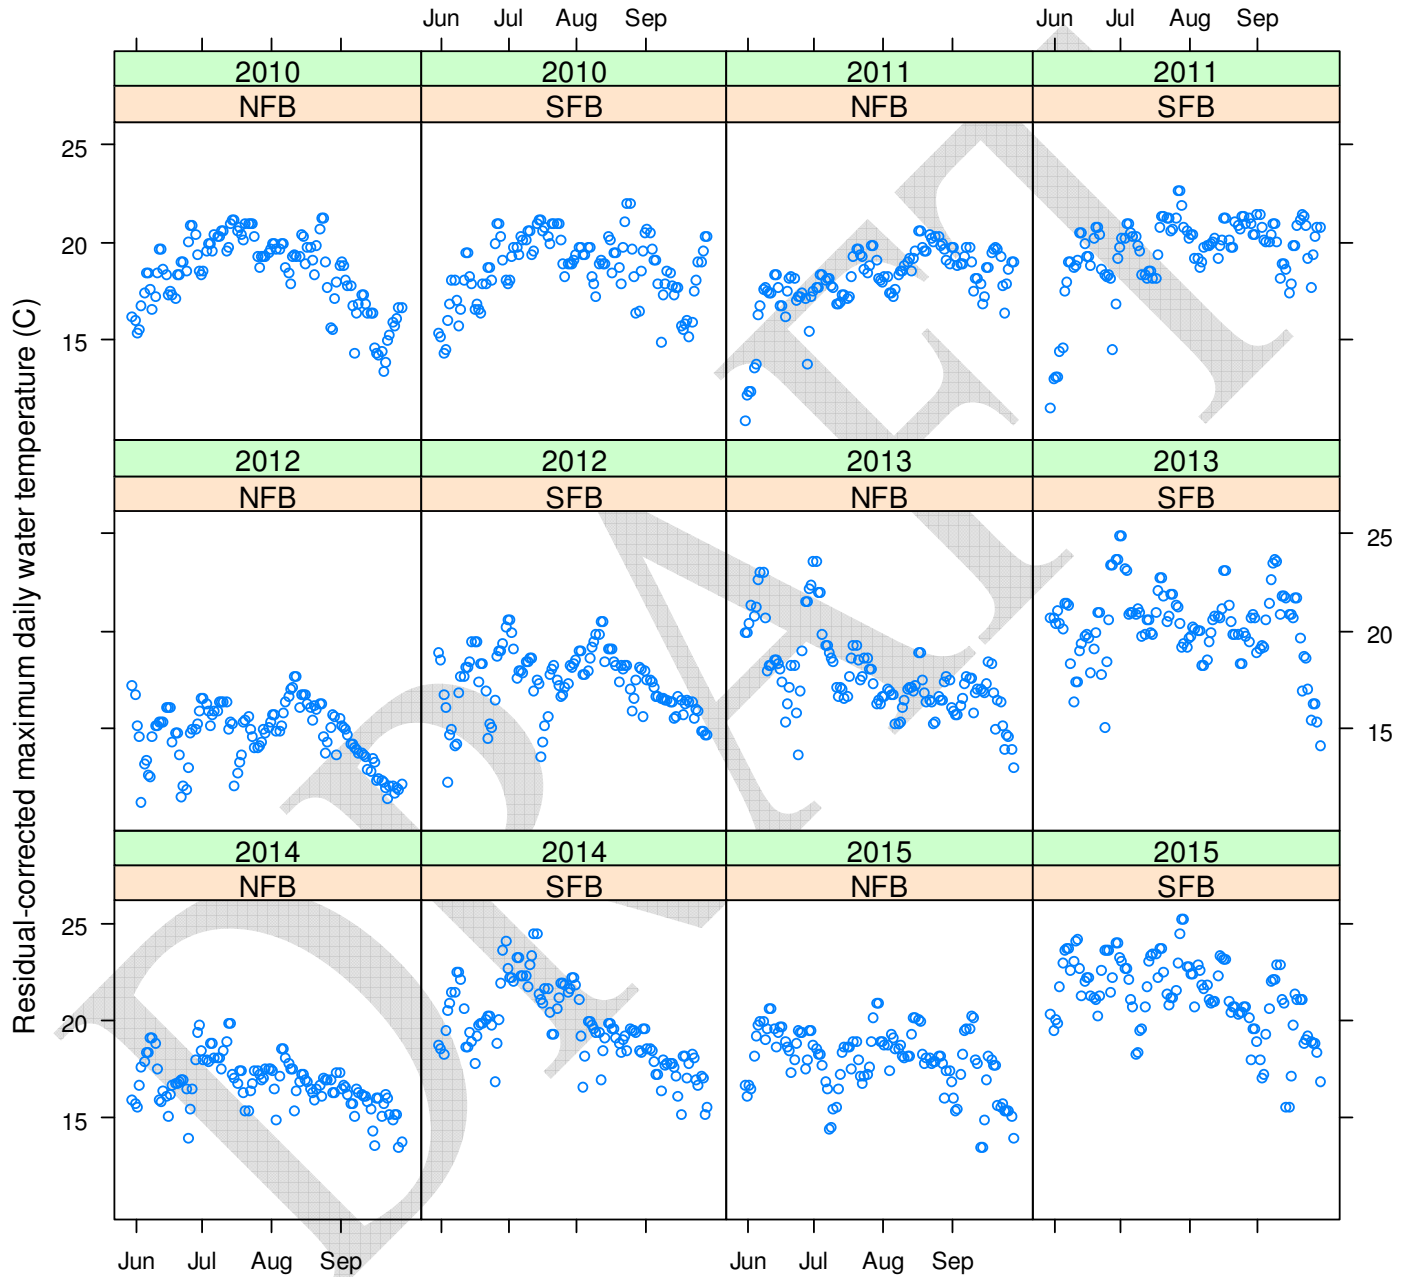 Jun Jul Aug Sep Jun Jul Aug Sep
2010 2010 2011 2011
NFB SFB NFB SFB
25
20
15
2012 2012 2013 2013
NFB SFB NFB SFB
25
20
15
2014 2014 2015 2015
NFB SFB NFB SFB
25
20
15
Jun Jul Aug Sep Jun Jul Aug Sep
Residual-corrected maximum daily water temperature (C)
DRAFT